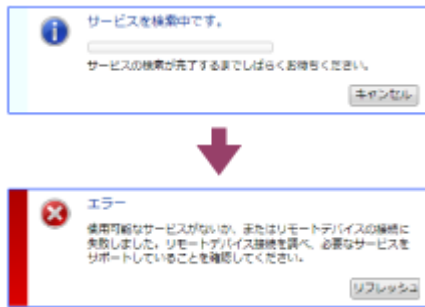 サービスを検索中です。
サービスの検索が完了するまでしばらくお待ちください。
キャンセル
エラー
使用可能なサービスがないか、またはリモートデバイスの接続に
失敗しました。リモートデバイス接続を調べ、必要なサービスを
サポートしていることを確認してください。
リフレッシュ